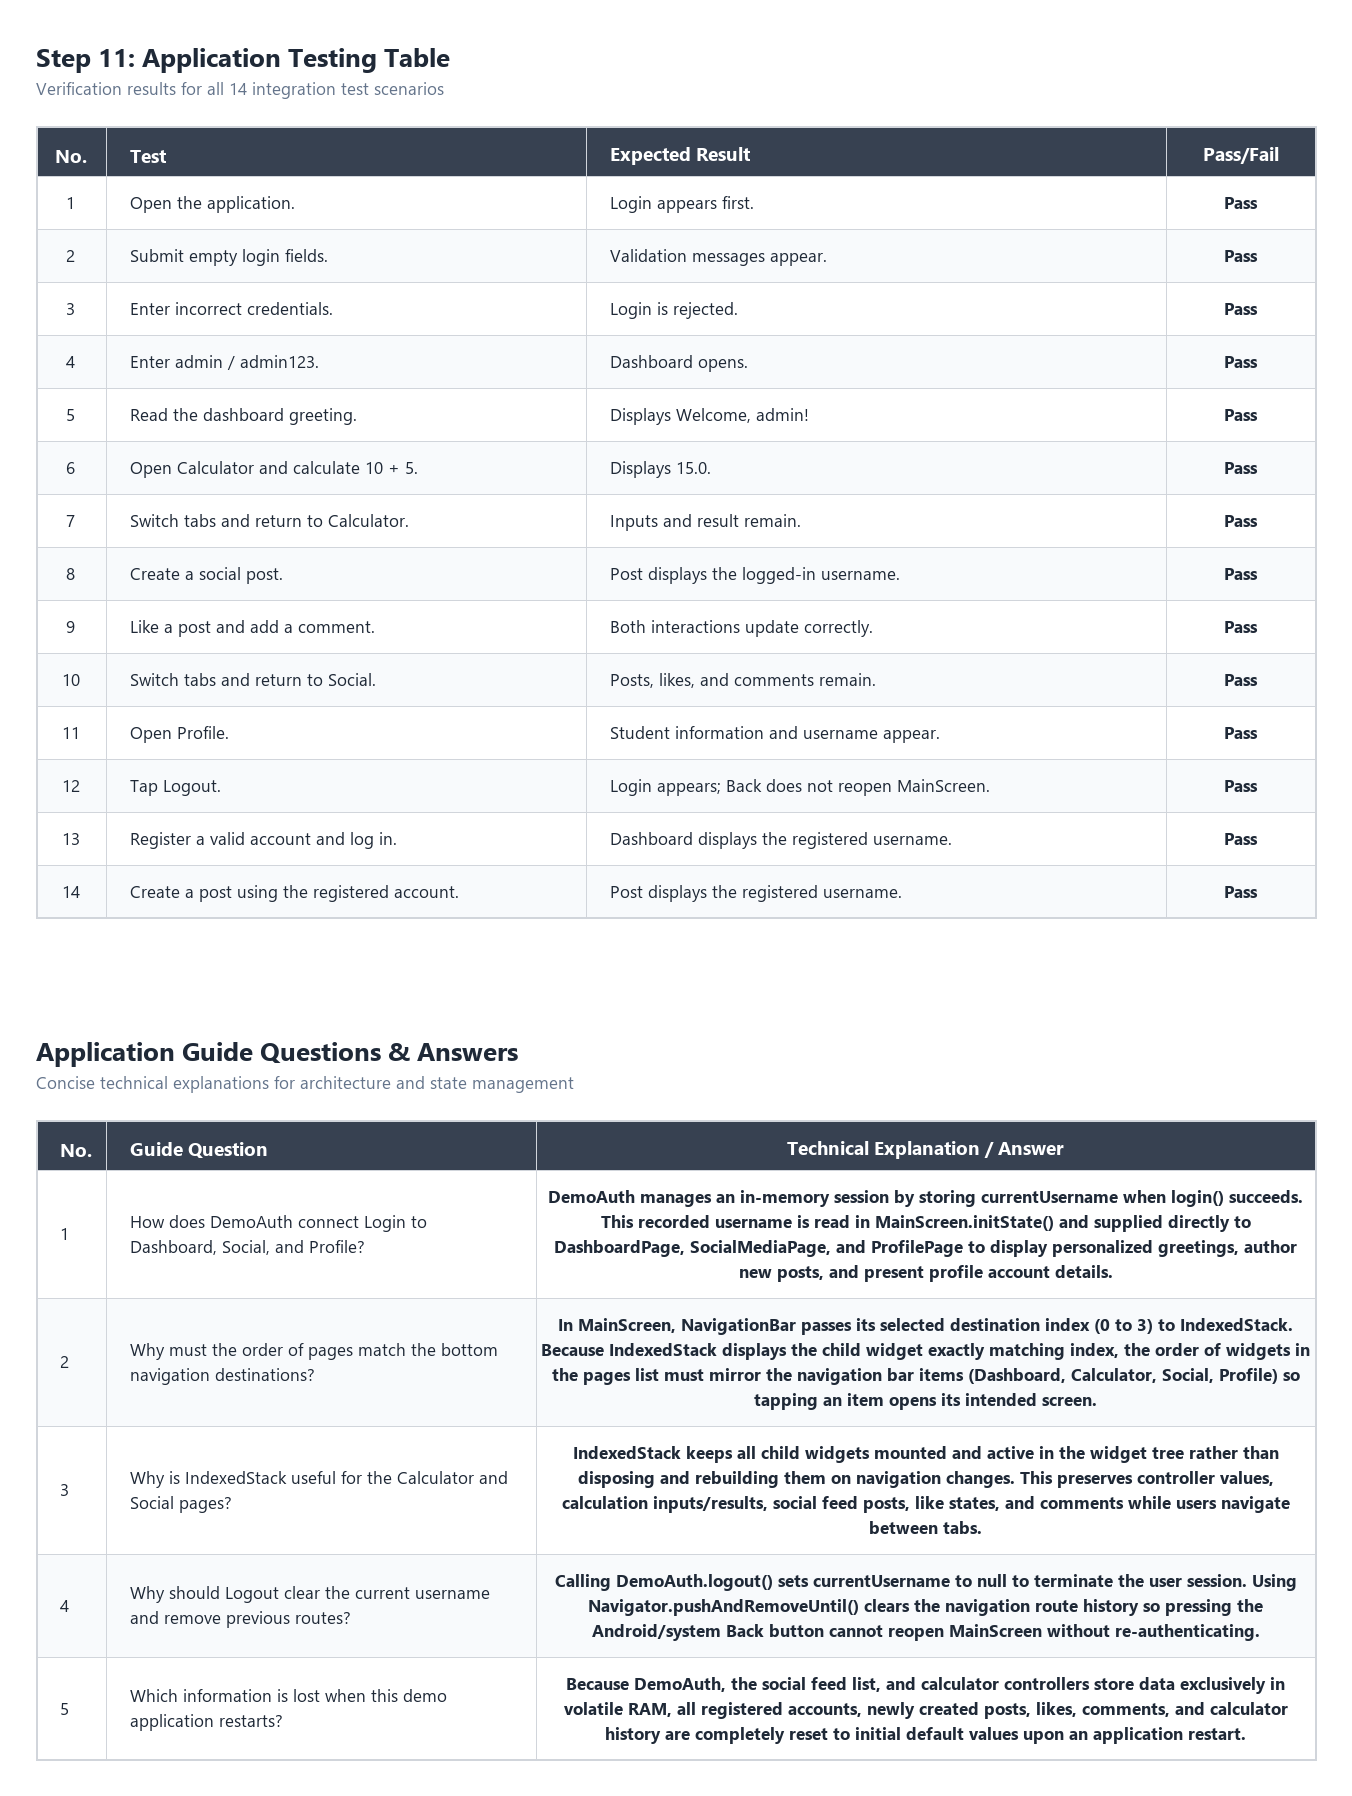 Step 11: Application Testing Table
Verification results for all 14 integration test scenarios
No. Test Expected Result Pass/Fail
1 Open the application. Login appears first. Pass
2 Submit empty login fields. Validation messages appear. Pass
3 Enter incorrect credentials. Login is rejected. Pass
4 Enter admin / admin123. Dashboard opens. Pass
5 Read the dashboard greeting. Displays Welcome, admin! Pass
6 Open Calculator and calculate 10 + 5. Displays 15.0. Pass
7 Switch tabs and return to Calculator. Inputs and result remain. Pass
8 Create a social post. Post displays the logged-in username. Pass
9 Like a post and add a comment. Both interactions update correctly. Pass
10 Switch tabs and return to Social. Posts, likes, and comments remain. Pass
11 Open Profile. Student information and username appear. Pass
12 Tap Logout. Login appears; Back does not reopen MainScreen. Pass
13 Register a valid account and log in. Dashboard displays the registered username. Pass
14 Create a post using the registered account. Post displays the registered username. Pass
Application Guide Questions & Answers
Concise technical explanations for architecture and state management
No. Guide Question Technical Explanation / Answer
1
How does DemoAuth connect Login to
Dashboard, Social, and Profile?
DemoAuth manages an in-memory session by storing currentUsername when login() succeeds.
This recorded username is read in MainScreen.initState() and supplied directly to
DashboardPage, SocialMediaPage, and ProfilePage to display personalized greetings, author
new posts, and present profile account details.
2
Why must the order of pages match the bottom
navigation destinations?
In MainScreen, NavigationBar passes its selected destination index (0 to 3) to IndexedStack.
Because IndexedStack displays the child widget exactly matching index, the order of widgets in
the pages list must mirror the navigation bar items (Dashboard, Calculator, Social, Profile) so
tapping an item opens its intended screen.
3
Why is IndexedStack useful for the Calculator and
Social pages?
IndexedStack keeps all child widgets mounted and active in the widget tree rather than
disposing and rebuilding them on navigation changes. This preserves controller values,
calculation inputs/results, social feed posts, like states, and comments while users navigate
between tabs.
4
Why should Logout clear the current username
and remove previous routes?
Calling DemoAuth.logout() sets currentUsername to null to terminate the user session. Using
Navigator.pushAndRemoveUntil() clears the navigation route history so pressing the
Android/system Back button cannot reopen MainScreen without re-authenticating.
5
Which information is lost when this demo
application restarts?
Because DemoAuth, the social feed list, and calculator controllers store data exclusively in
volatile RAM, all registered accounts, newly created posts, likes, comments, and calculator
history are completely reset to initial default values upon an application restart.